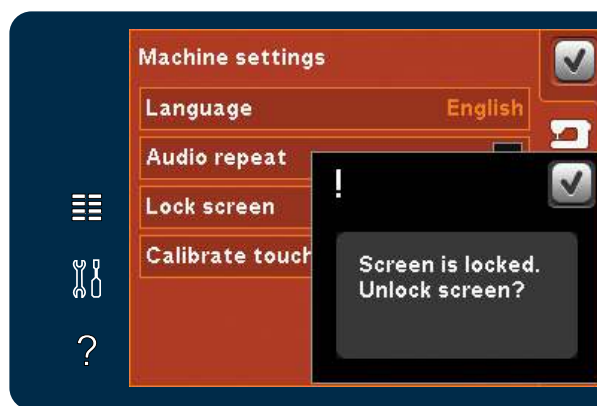 Machine settings
Language English
Audio repeat
Lock screen
Calibrate touch
!
Screen is locked.
Unlock screen?
?